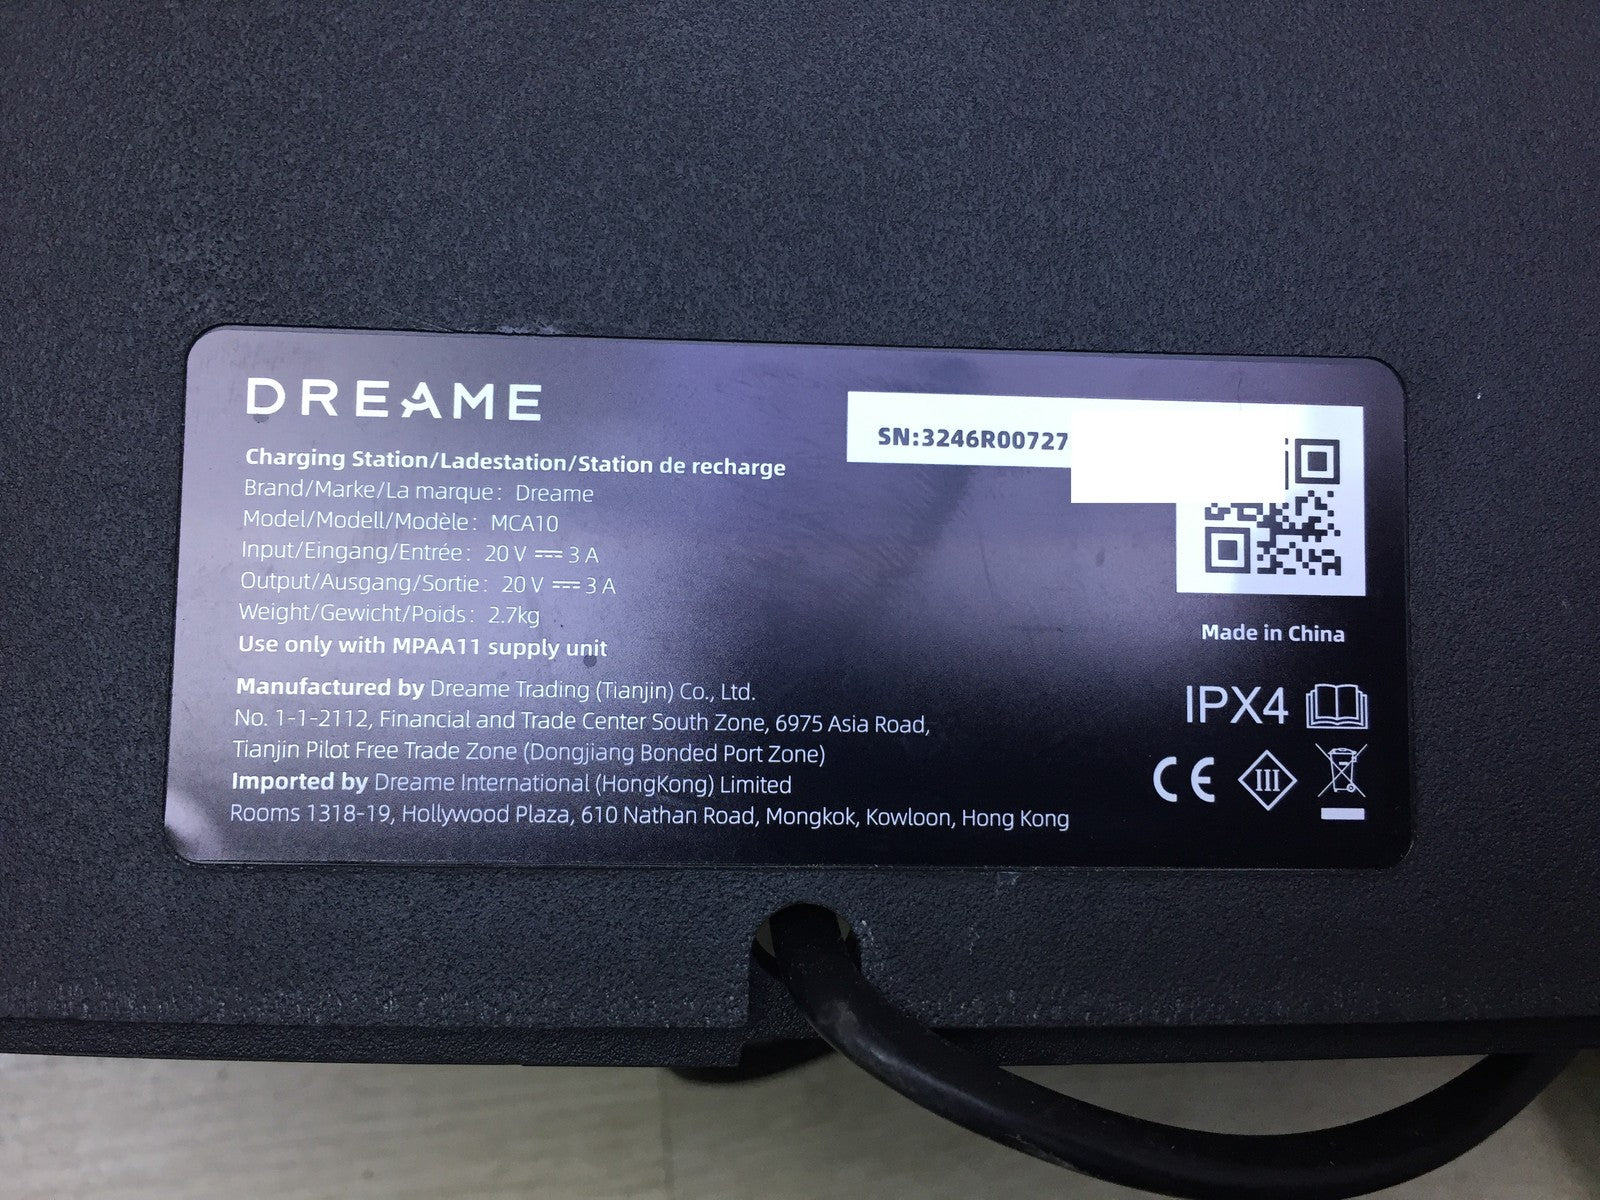 DREAME
Charging Station/Ladestation/Station de recharge
Brand/Marke/La marque: Dreame
Model/Modell/Modèle: MCA10
Input/Eingang/Entrée: 20 V ⎓ 3 A
Output/Ausgang/Sortie: 20 V ⎓ 3 A
Weight/Gewicht/Poids: 2.7kg
Use only with MPAA11 supply unit
Manufactured by Dreame Trading (Tianjin) Co., Ltd.
No. 1-1-2112, Financial and Trade Center South Zone, 6975 Asia Road,
Tianjin Pilot Free Trade Zone (Dongjiang Bonded Port Zone)
Imported by Dreame International (HongKong) Limited
Rooms 1318-19, Hollywood Plaza, 610 Nathan Road, Mongkok, Kowloon, Hong Kong
SN:3246R00727
Made in China
IPX4
CE
III